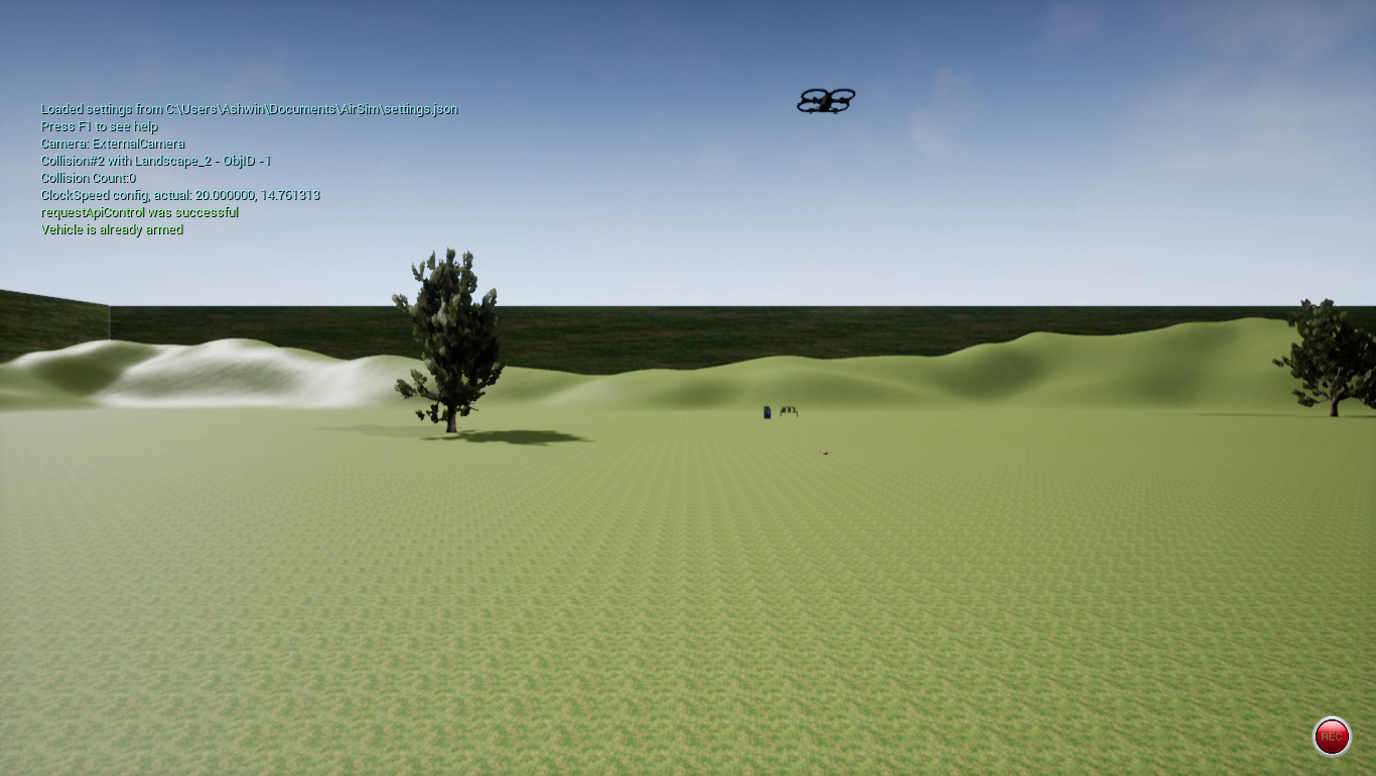 Loaded settings from C:\Users\Ashwin\Documents\AirSim\settings.json
Press F1 to see help
Camera: ExternalCamera
Collision#2 with Landscape_2 - ObjID -1
Collision Count:0
ClockSpeed config, actual: 20.000000, 14.761313
requestApiControl was successful
Vehicle is already armed
REC